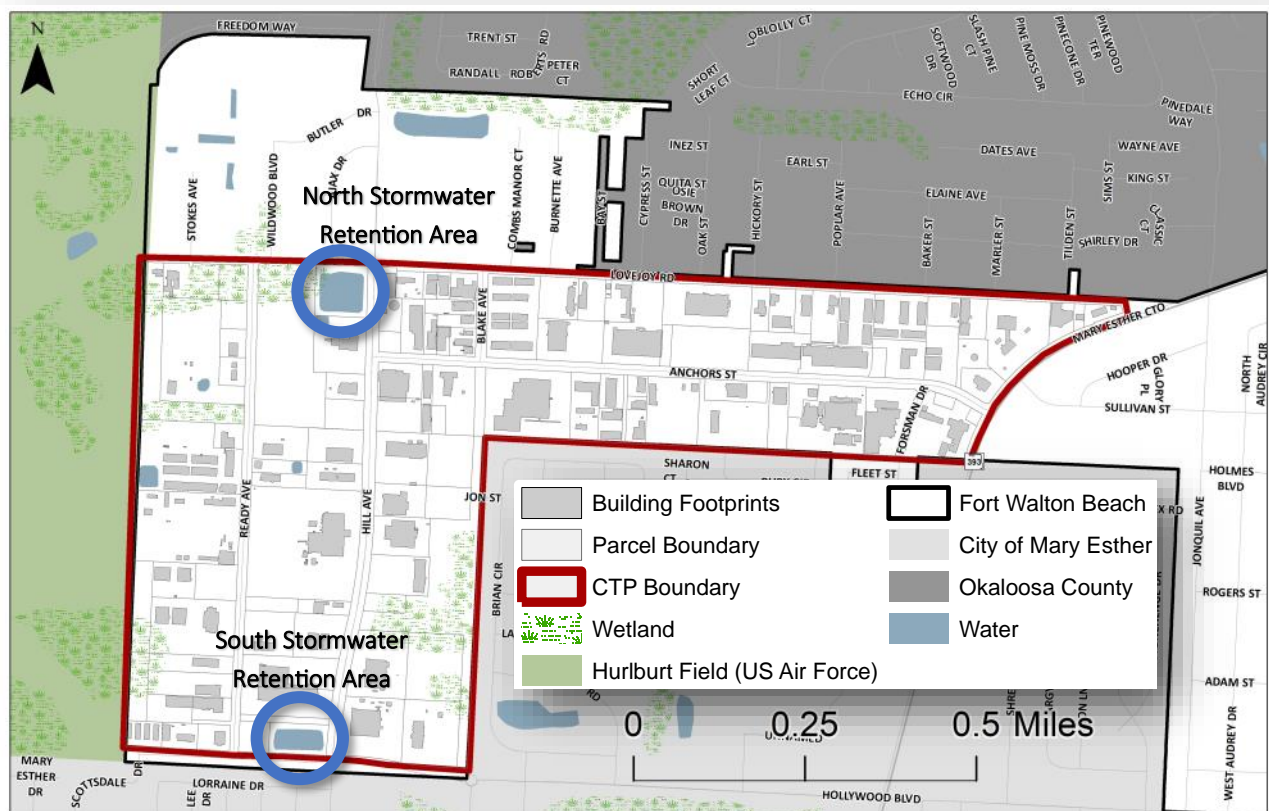 N
FREEDOM WAY
TRENT ST
RANDALL ROBERTS RD
PETER
CT
LOBLOLLY CT
SHORT
LEAF CT
SOFTWOOD
DR
SLASH PINE
CT
PINE MOSS DR
PINECONE DR
PINEWOOD
TER
ECHO CIR
PINEDALE
WAY
BUTLER DR
JAX DR
STOKES AVE
WILDWOOD BLVD
COMBS MANOR CT
BURNETTE AVE
BAY ST
CYPRESS ST
INEZ ST
QUITA ST
OSIE
BROWN
DR
OAK ST
HICKORY ST
EARL ST
POPLAR AVE
DATES AVE
ELAINE AVE
BAKER ST
MARLER ST
TILDEN ST
SIMS ST
WAYNE AVE
KING ST
CLASSIC
CT
SHIRLEY DR
North Stormwater
Retention Area
LOVEJOY RD
BLAKE AVE
MARY ESTHER CTO
ANCHORS ST
FORSMAN DR
HOOPER DR
GLORY
PL
SULLIVAN ST
NORTH
AUDREY CIR
393
SHARON
CT
FLEET ST
HOLMES
BLVD
JON ST
READY AVE
HILL AVE
BRIAN CIR
JONQUIL AVE
ROGERS ST
ADAM ST
WEST AUDREY DR
Building Footprints
Parcel Boundary
CTP Boundary
Wetland
Hurlburt Field (US Air Force)
Fort Walton Beach
City of Mary Esther
Okaloosa County
Water
South Stormwater
Retention Area
RD
0 0.25 0.5 Miles
UNNAMED
MARY
ESTHER
DR
SCOTTSDALE
DR
LEE
DR
LORRAINE DR
HOLLYWOOD BLVD